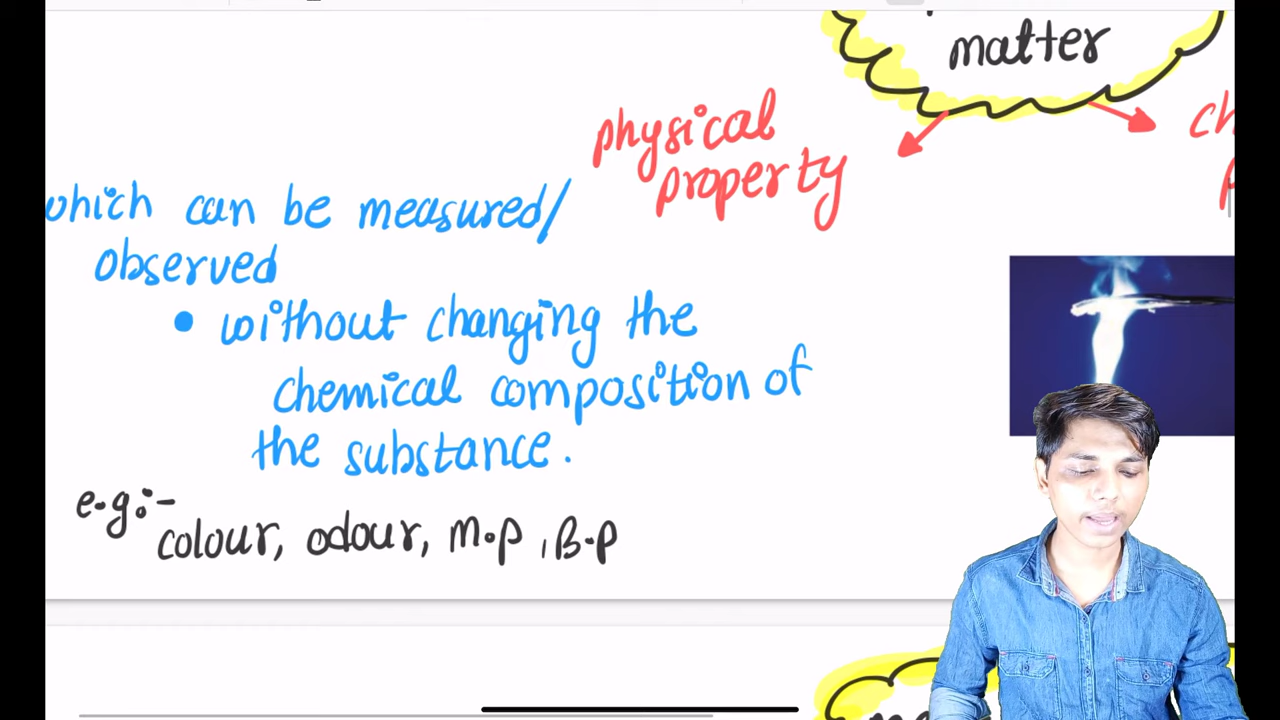 matter
physical
property
which can be measured/
observed
• without changing the
chemical composition of
the substance.
e.g:-
colour, odour, m.p, B.p